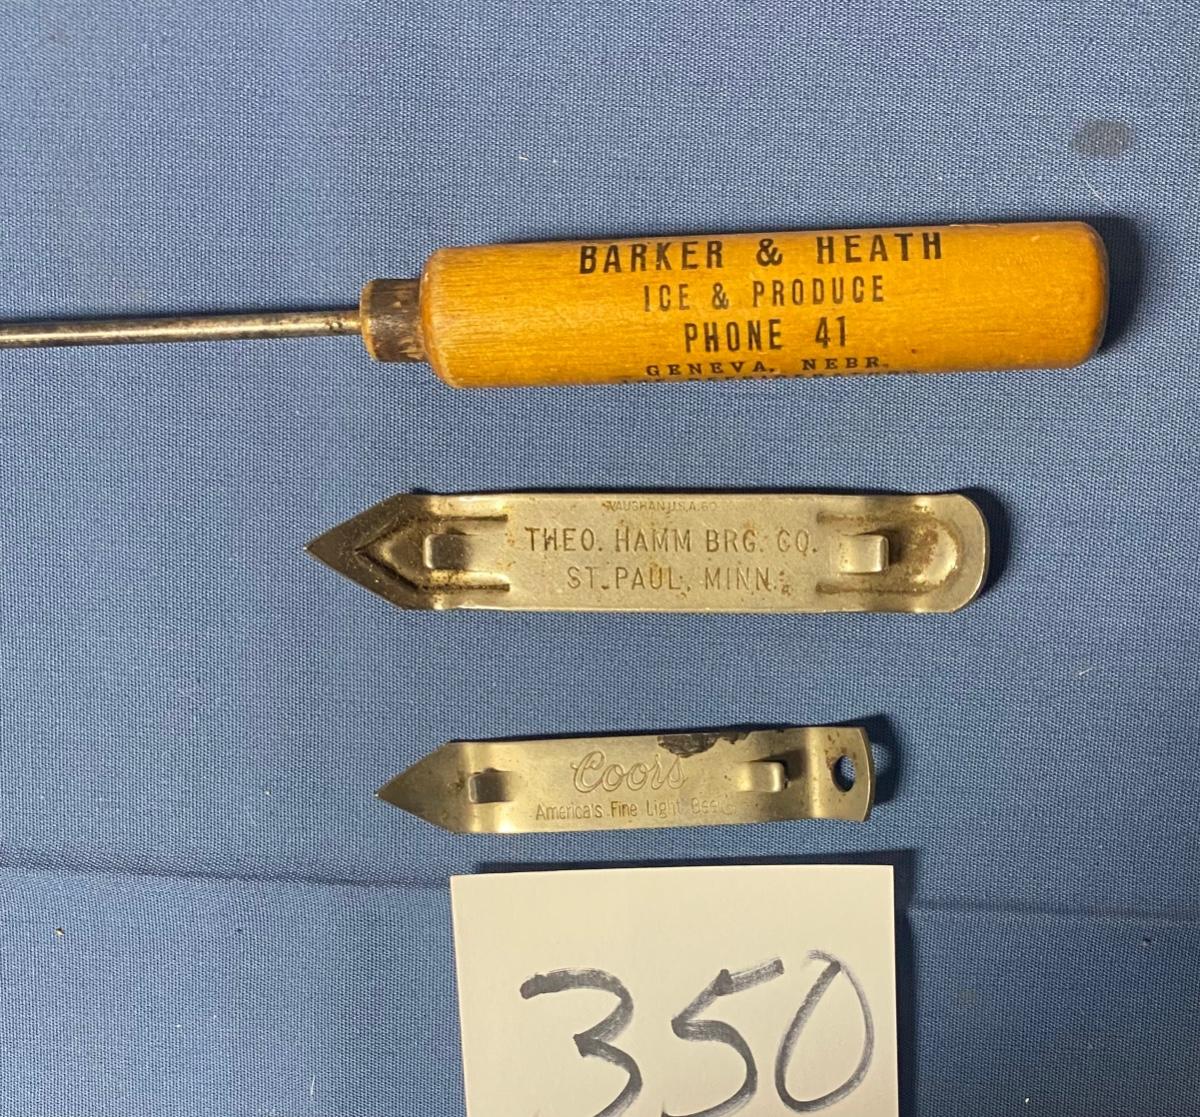 BARKER & HEATH
ICE & PRODUCE
PHONE 41
GENEVA, NEBR.
VAUGHAN U.S.A.
THEO. HAMM BRG. CO.
ST. PAUL, MINN.
Coors
America's Fine Light Beer
350